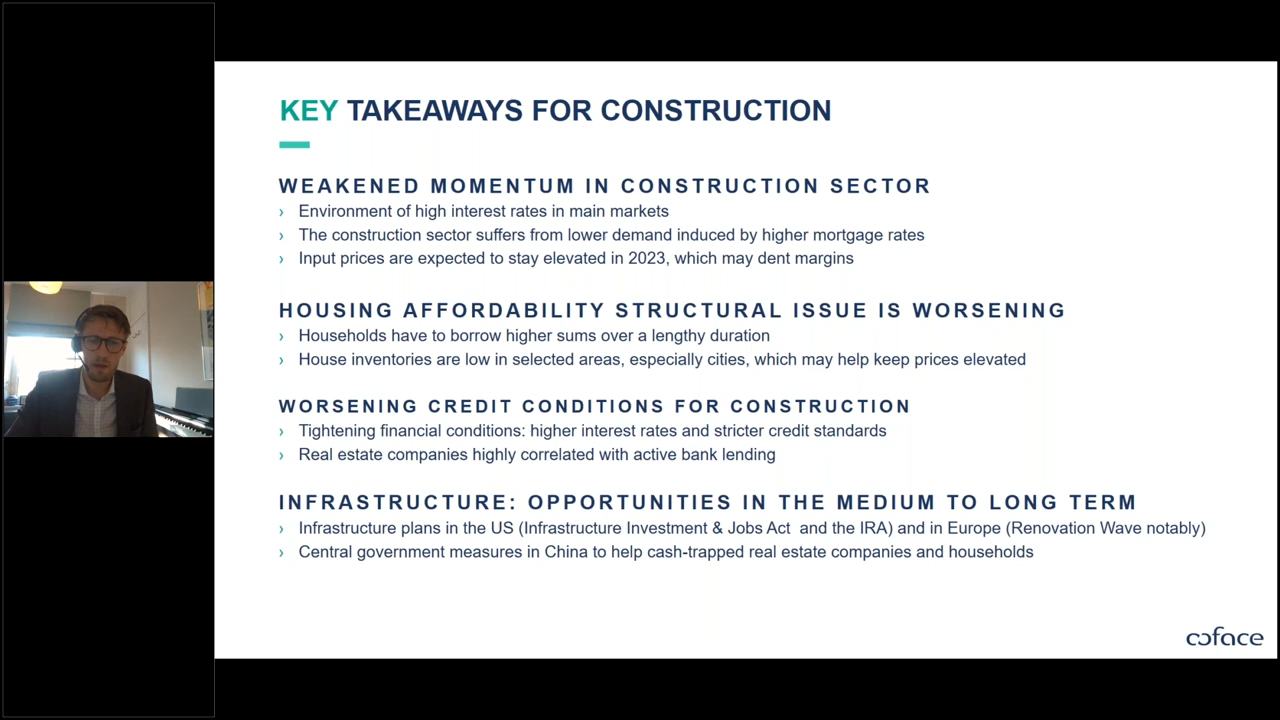 KEY TAKEAWAYS FOR CONSTRUCTION
WEAKENED MOMENTUM IN CONSTRUCTION SECTOR
› Environment of high interest rates in main markets
› The construction sector suffers from lower demand induced by higher mortgage rates
› Input prices are expected to stay elevated in 2023, which may dent margins
HOUSING AFFORDABILITY STRUCTURAL ISSUE IS WORSENING
› Households have to borrow higher sums over a lengthy duration
› House inventories are low in selected areas, especially cities, which may help keep prices elevated
WORSENING CREDIT CONDITIONS FOR CONSTRUCTION
› Tightening financial conditions: higher interest rates and stricter credit standards
› Real estate companies highly correlated with active bank lending
INFRASTRUCTURE: OPPORTUNITIES IN THE MEDIUM TO LONG TERM
› Infrastructure plans in the US (Infrastructure Investment & Jobs Act and the IRA) and in Europe (Renovation Wave notably)
› Central government measures in China to help cash-trapped real estate companies and households
coface